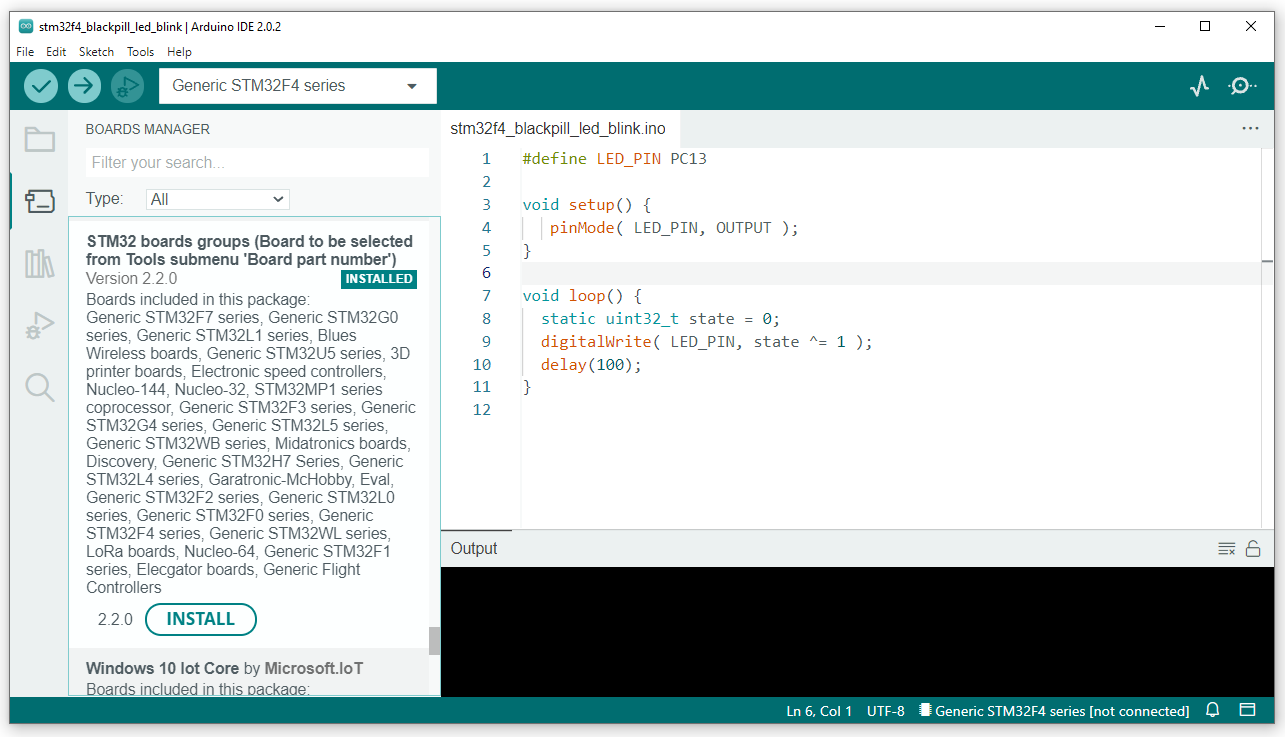 stm32f4_blackpill_led_blink | Arduino IDE 2.0.2
File Edit Sketch Tools Help
Generic STM32F4 series
BOARDS MANAGER
Filter your search...
Type: All
STM32 boards groups (Board to be selected
from Tools submenu 'Board part number')
Version 2.2.0
INSTALLED
Boards included in this package:
Generic STM32F7 series, Generic STM32G0
series, Generic STM32L1 series, Blues
Wireless boards, Generic STM32U5 series, 3D
printer boards, Electronic speed controllers,
Nucleo-144, Nucleo-32, STM32MP1 series
coprocessor, Generic STM32F3 series, Generic
STM32G4 series, Generic STM32L5 series,
Generic STM32WB series, Midatronics boards,
Discovery, Generic STM32H7 Series, Generic
STM32L4 series, Garatronic-McHobby, Eval,
Generic STM32F2 series, Generic STM32L0
series, Generic STM32F0 series, Generic
STM32F4 series, Generic STM32WL series,
LoRa boards, Nucleo-64, Generic STM32F1
series, Elecgator boards, Generic Flight
Controllers
2.2.0 INSTALL
Windows 10 Iot Core by Microsoft.IoT
Boards included in this package:
stm32f4_blackpill_led_blink.ino
1 #define LED_PIN PC13
2
3 void setup() {
4 pinMode( LED_PIN, OUTPUT );
5 }
6
7 void loop() {
8 static uint32_t state = 0;
9 digitalWrite( LED_PIN, state ^= 1 );
10 delay(100);
11 }
12
Output
Ln 6, Col 1 UTF-8 Generic STM32F4 series [not connected]